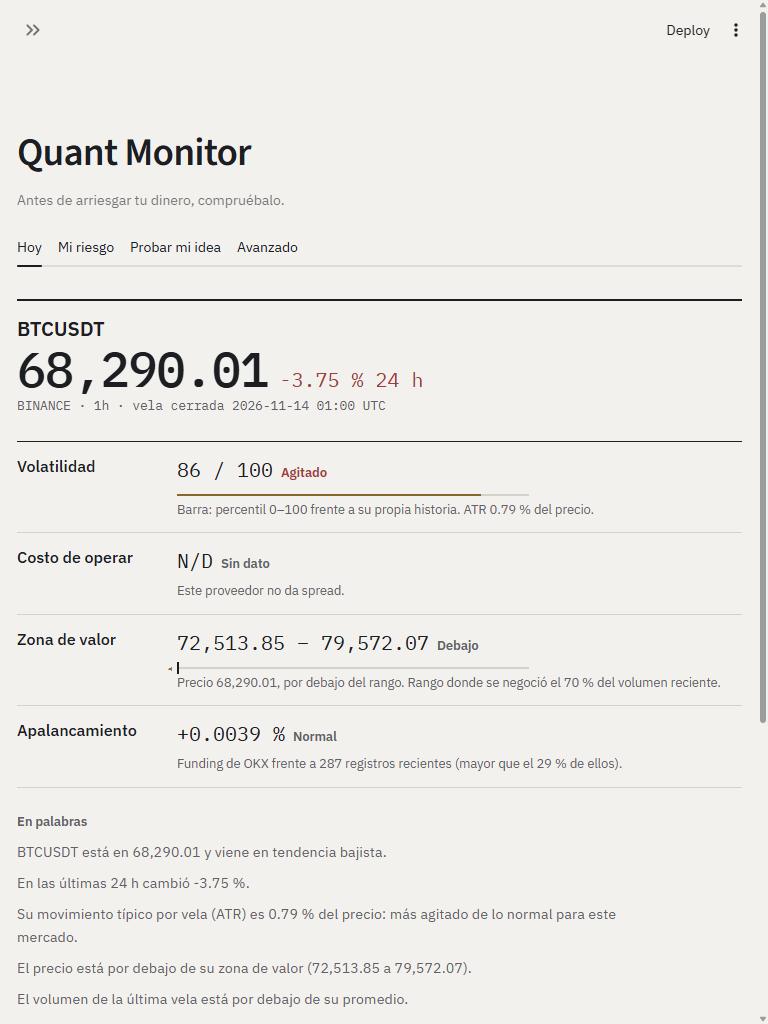 Deploy
Quant Monitor
Antes de arriesgar tu dinero, compruébalo.
Hoy Mi riesgo Probar mi idea Avanzado
BTCUSDT
68,290.01 -3.75 % 24 h
BINANCE · 1h · vela cerrada 2026-11-14 01:00 UTC
Volatilidad 86 / 100 Agitado
Barra: percentil 0–100 frente a su propia historia. ATR 0.79 % del precio.
Costo de operar N/D Sin dato
Este proveedor no da spread.
Zona de valor 72,513.85 – 79,572.07 Debajo
Precio 68,290.01, por debajo del rango. Rango donde se negoció el 70 % del volumen reciente.
Apalancamiento +0.0039 % Normal
Funding de OKX frente a 287 registros recientes (mayor que el 29 % de ellos).
En palabras
BTCUSDT está en 68,290.01 y viene en tendencia bajista.
En las últimas 24 h cambió -3.75 %.
Su movimiento típico por vela (ATR) es 0.79 % del precio: más agitado de lo normal para este
mercado.
El precio está por debajo de su zona de valor (72,513.85 a 79,572.07).
El volumen de la última vela está por debajo de su promedio.